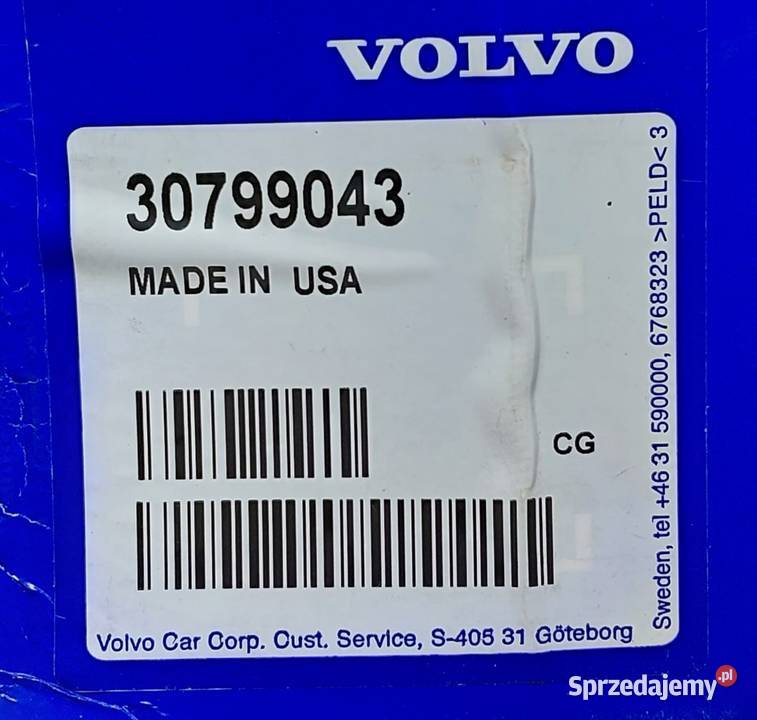 VOLVO
30799043
MADE IN USA
CG
Volvo Car Corp. Cust. Service, S-405 31 Göteborg
Sweden, tel +46 31 590000, 6768323 >PELD< 3
Sprzedajemy.pl